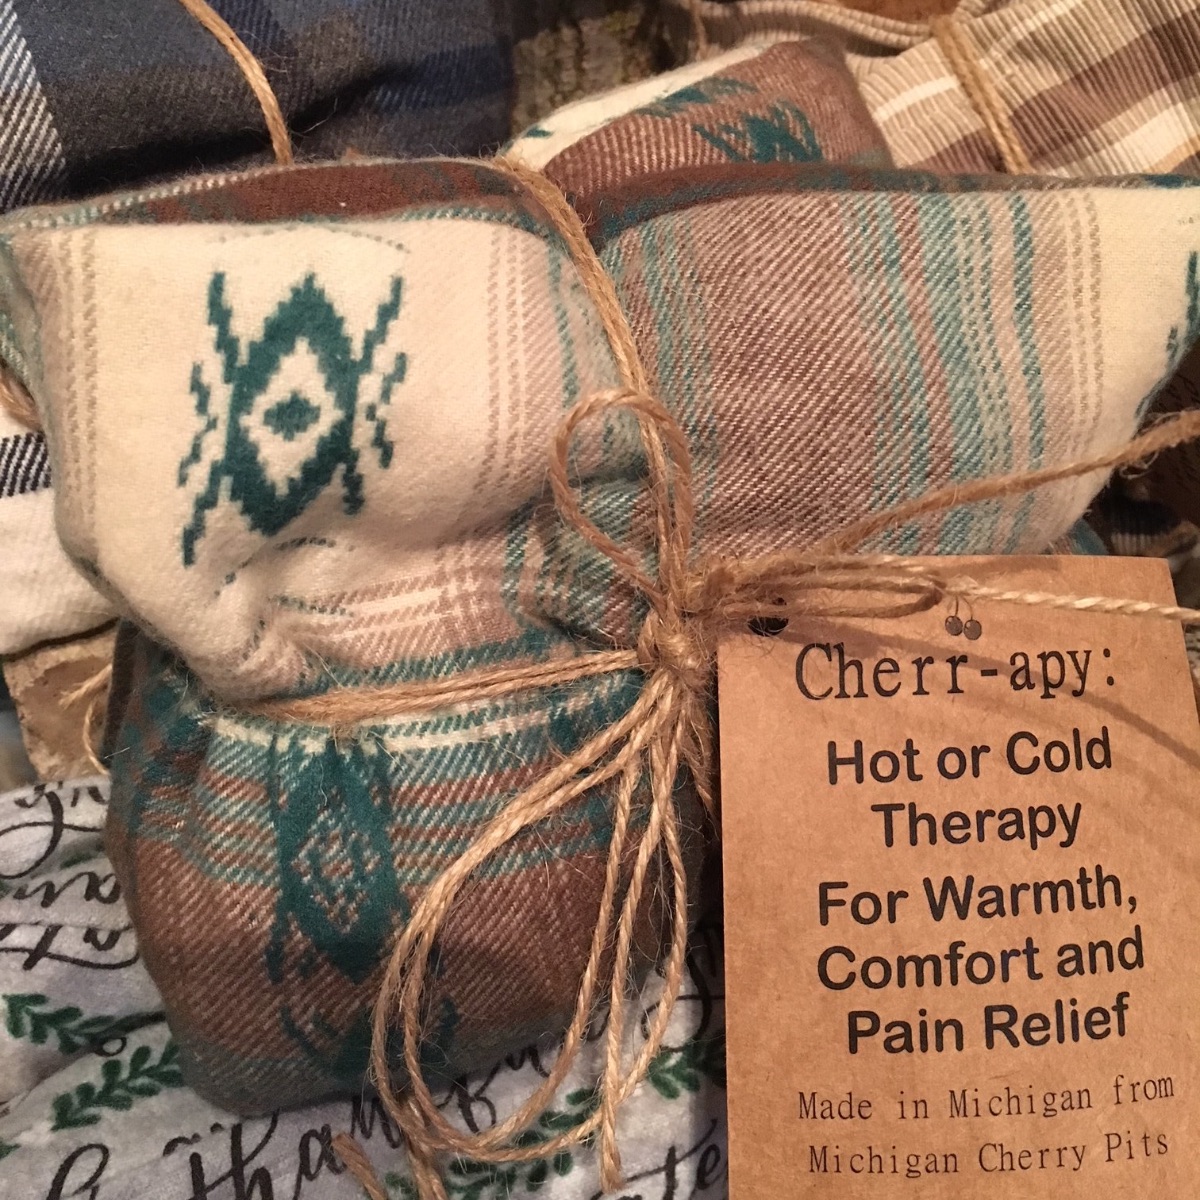 Cherr-apy:
Hot or Cold
Therapy
For Warmth,
Comfort and
Pain Relief
Made in Michigan from
Michigan Cherry Pits